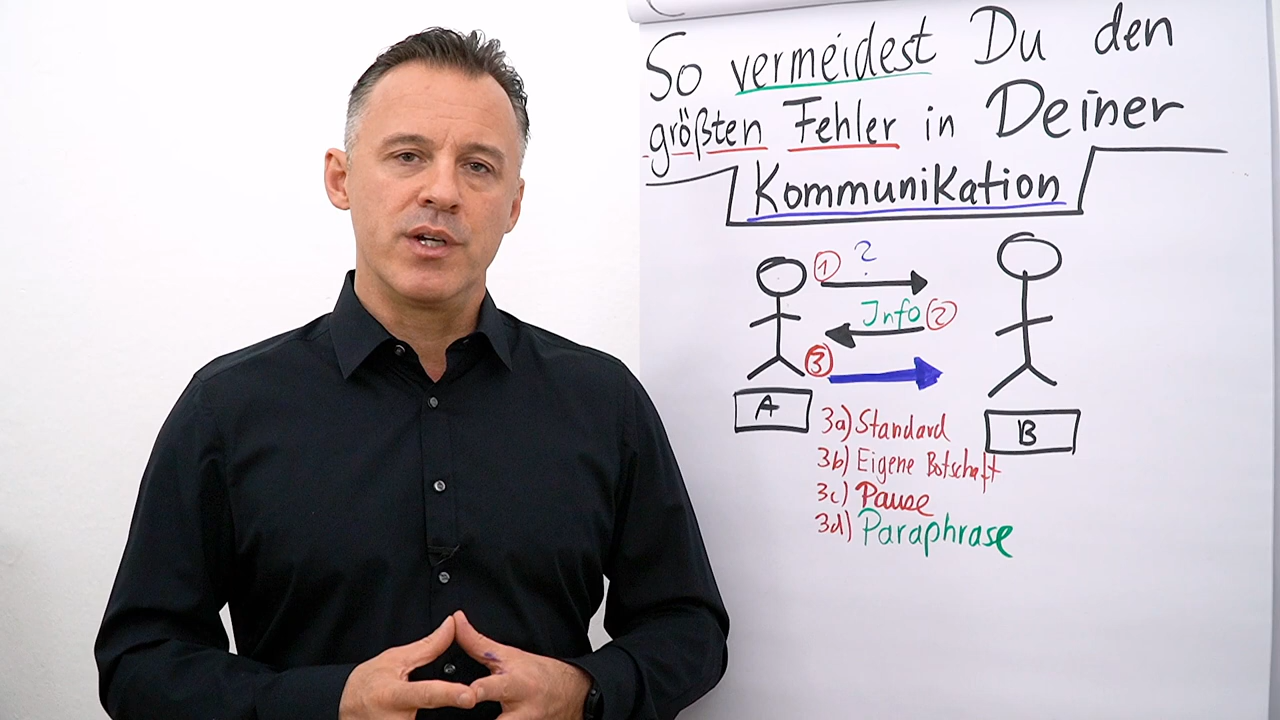 So vermeidest Du den
größten Fehler in Deiner
Kommunikation
1 ?
Info 2
3
A
B
3a) Standard
3b) Eigene Botschaft
3c) Pause
3d) Paraphrase